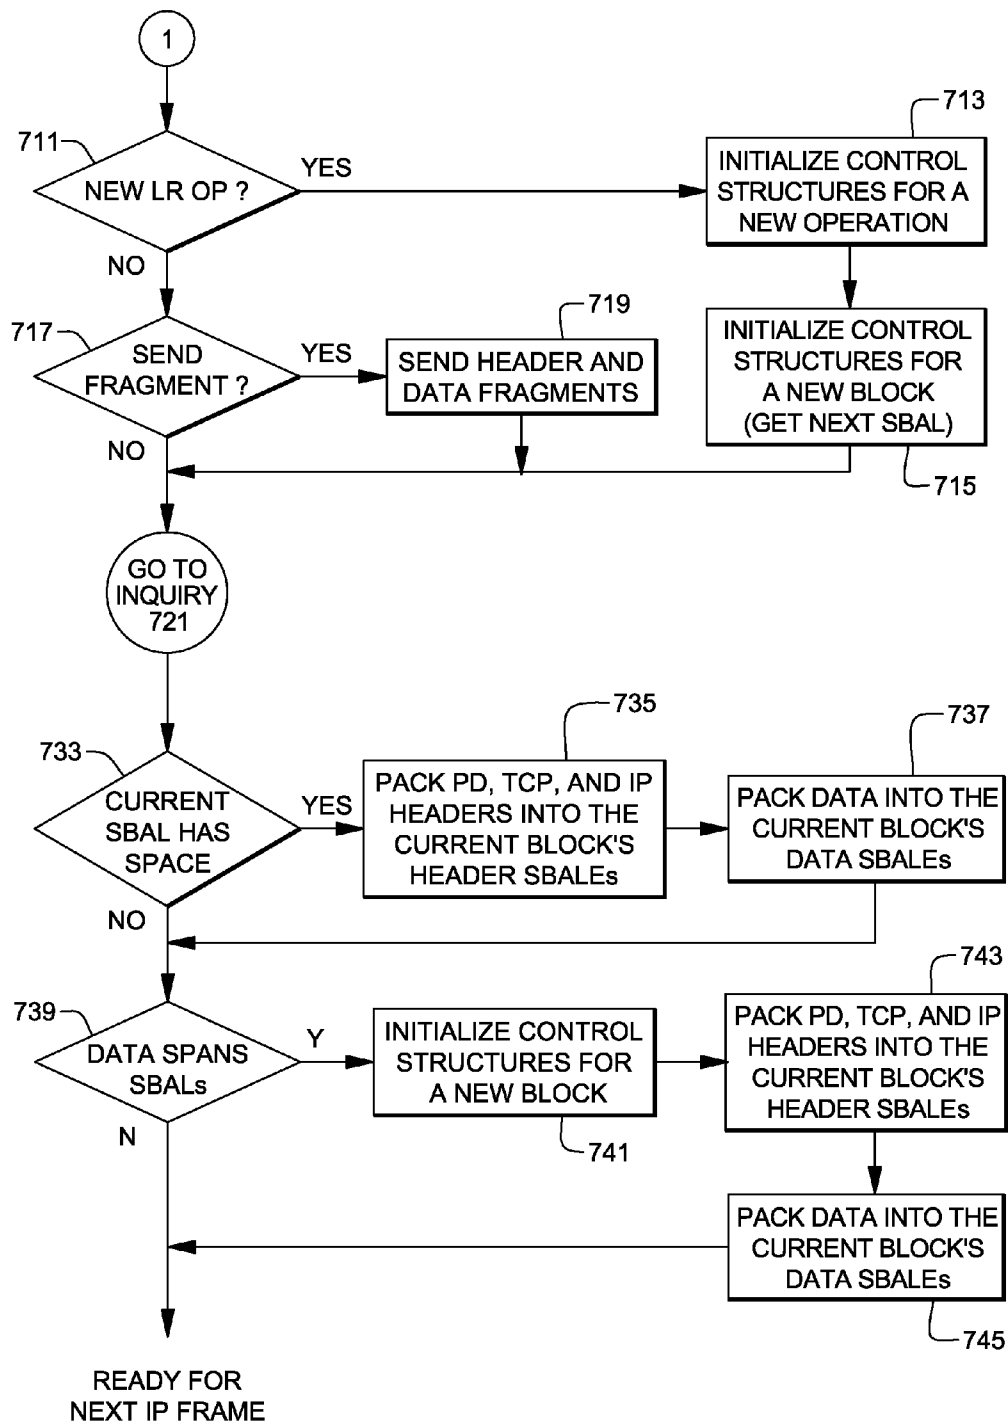 1
711
NEW LR OP ?
YES
NO
713
INITIALIZE CONTROL
STRUCTURES FOR A
NEW OPERATION
717
SEND
FRAGMENT ?
YES
NO
719
SEND HEADER AND
DATA FRAGMENTS
INITIALIZE CONTROL
STRUCTURES FOR
A NEW BLOCK
(GET NEXT SBAL)
715
GO TO
INQUIRY
721
733
CURRENT
SBAL HAS
SPACE
YES
NO
735
PACK PD, TCP, AND IP
HEADERS INTO THE
CURRENT BLOCK'S
HEADER SBALEs
737
PACK DATA INTO THE
CURRENT BLOCK'S
DATA SBALEs
739
DATA SPANS
SBALs
Y
N
INITIALIZE CONTROL
STRUCTURES FOR
A NEW BLOCK
741
743
PACK PD, TCP, AND IP
HEADERS INTO THE
CURRENT BLOCK'S
HEADER SBALEs
PACK DATA INTO THE
CURRENT BLOCK'S
DATA SBALEs
745
READY FOR
NEXT IP FRAME